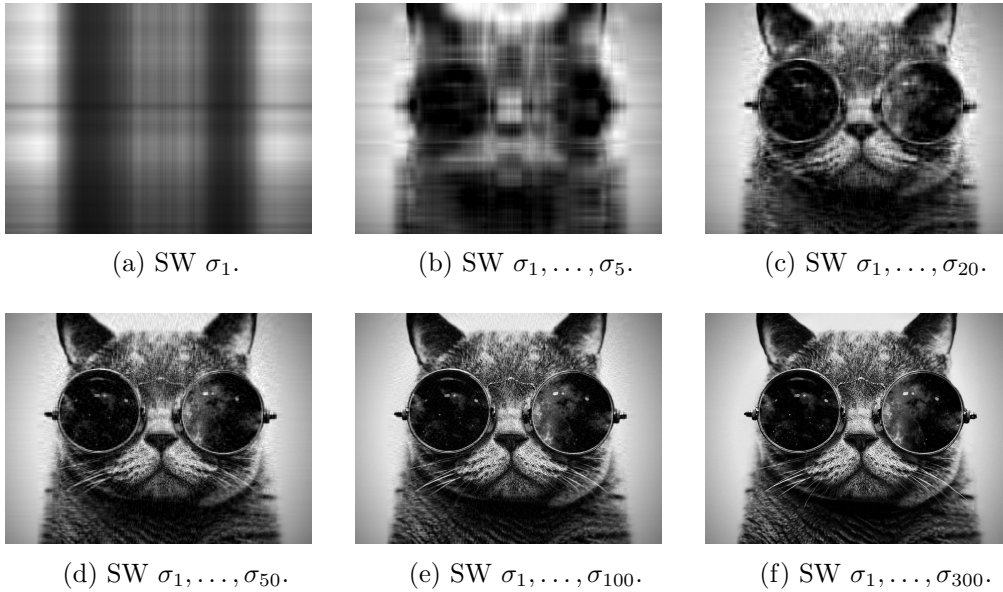 (a) SW σ₁.
(b) SW σ₁, . . . , σ₅.
(c) SW σ₁, . . . , σ₂₀.
(d) SW σ₁, . . . , σ₅₀.
(e) SW σ₁, . . . , σ₁₀₀.
(f) SW σ₁, . . . , σ₃₀₀.